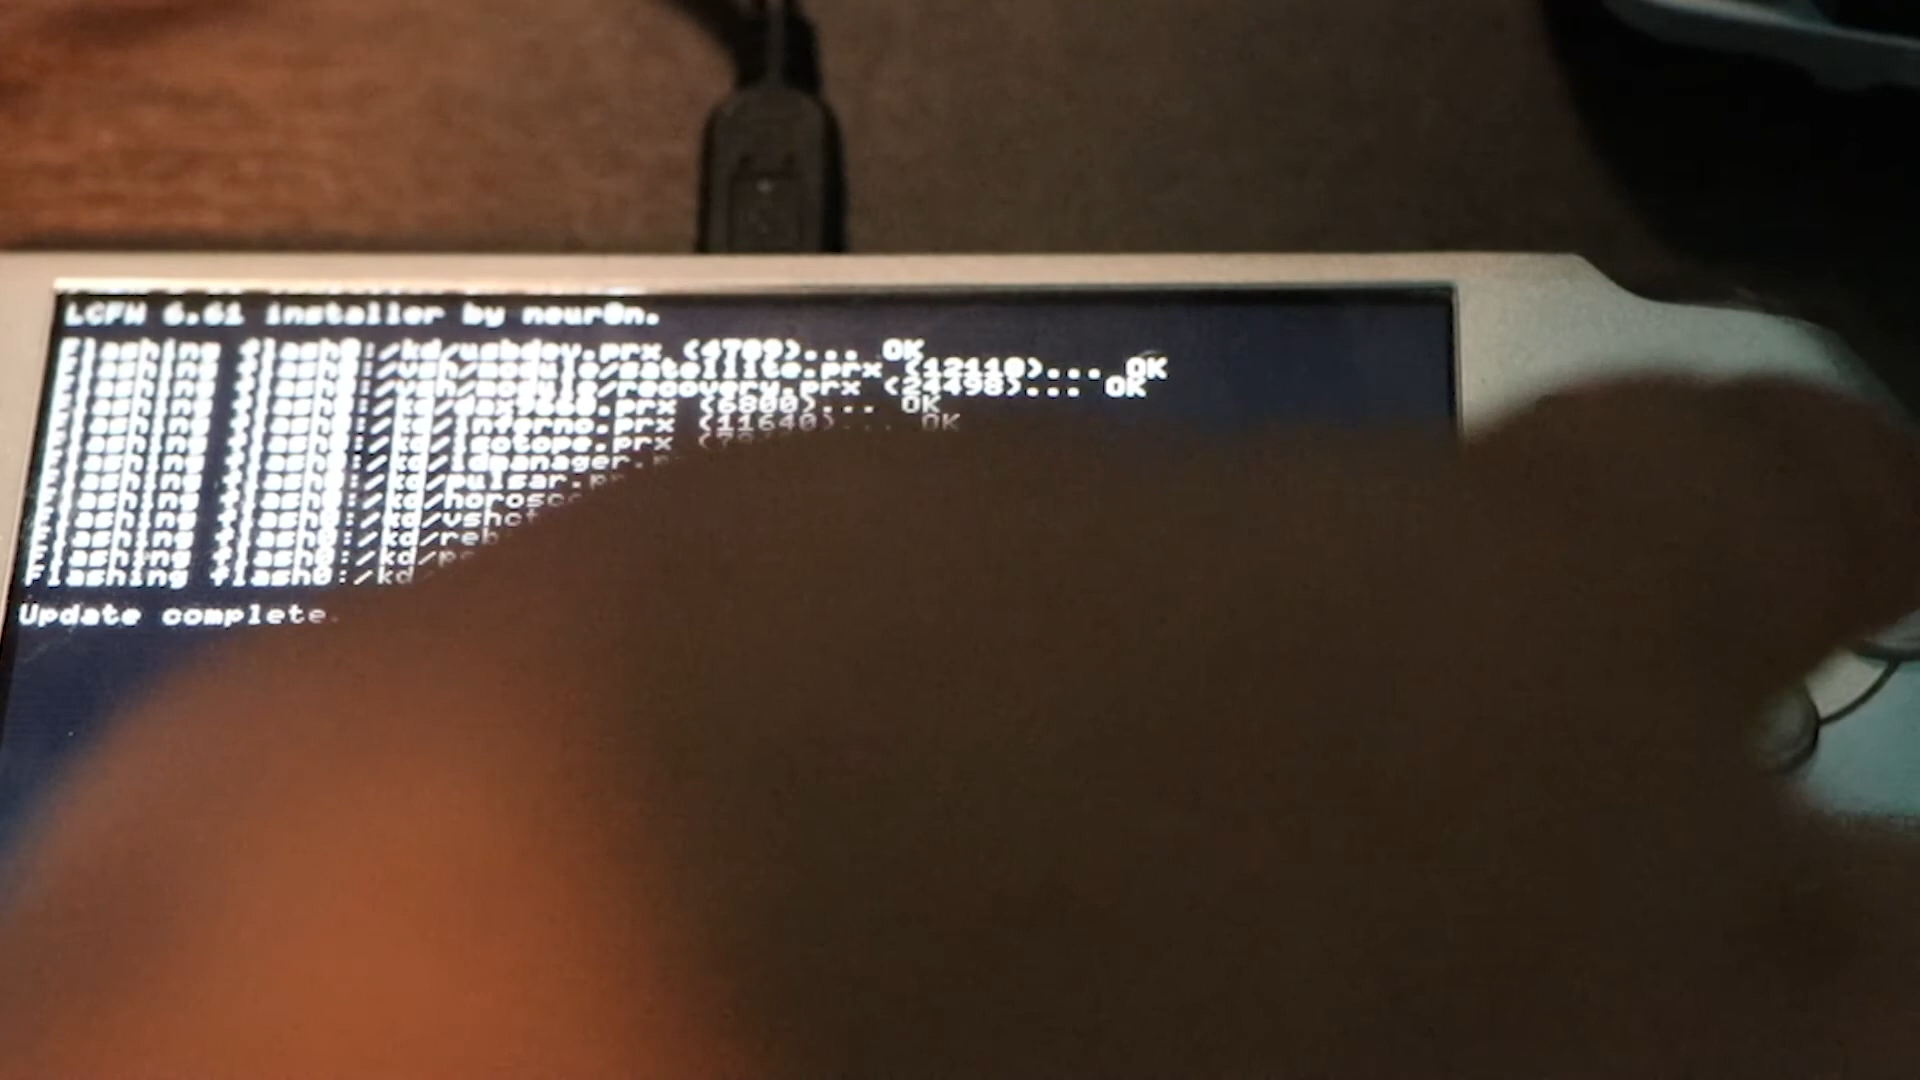 LCFW 6.61 installer by neur0n.
Flashing flash0:/kd/usbdev.prx (4709)... OK
Flashing flash0:/vsh/module/satellite.prx (12110)... OK
Flashing flash0:/vsh/module/recovery.prx (24498)... OK
Flashing flash0:/kd/dax9660.prx (6800)... OK
Flashing flash0:/kd/inferno.prx (11640)... OK
Flashing flash0:/kd/isotope.prx
Flashing flash0:/kd/idmanager.
Flashing flash0:/kd/pulsar.
Flashing flash0:/kd/horosc
Flashing flash0:/kd/vshct
Flashing flash0:/kd/reb
Flashing flash0:/kd/p
Flashing flash0:/kd/
Update complete.